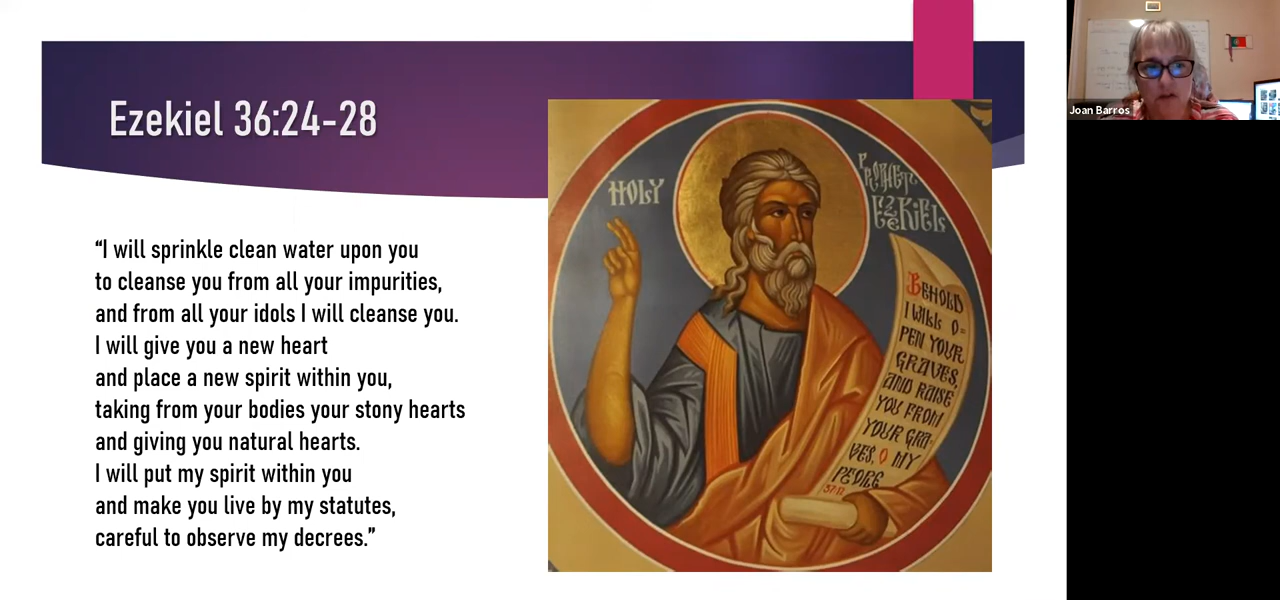 Ezekiel 36:24-28
“I will sprinkle clean water upon you
to cleanse you from all your impurities,
and from all your idols I will cleanse you.
I will give you a new heart
and place a new spirit within you,
taking from your bodies your stony hearts
and giving you natural hearts.
I will put my spirit within you
and make you live by my statutes,
careful to observe my decrees.”
HOLY
PROPHET
EZEKIEL
BEHOLD
I WILL O=
PEN YOUR
GRAVES,
AND RAISE
YOU FROM
YOUR GRA-
VES, O MY
PEOPLE
37:12
Joan Barros